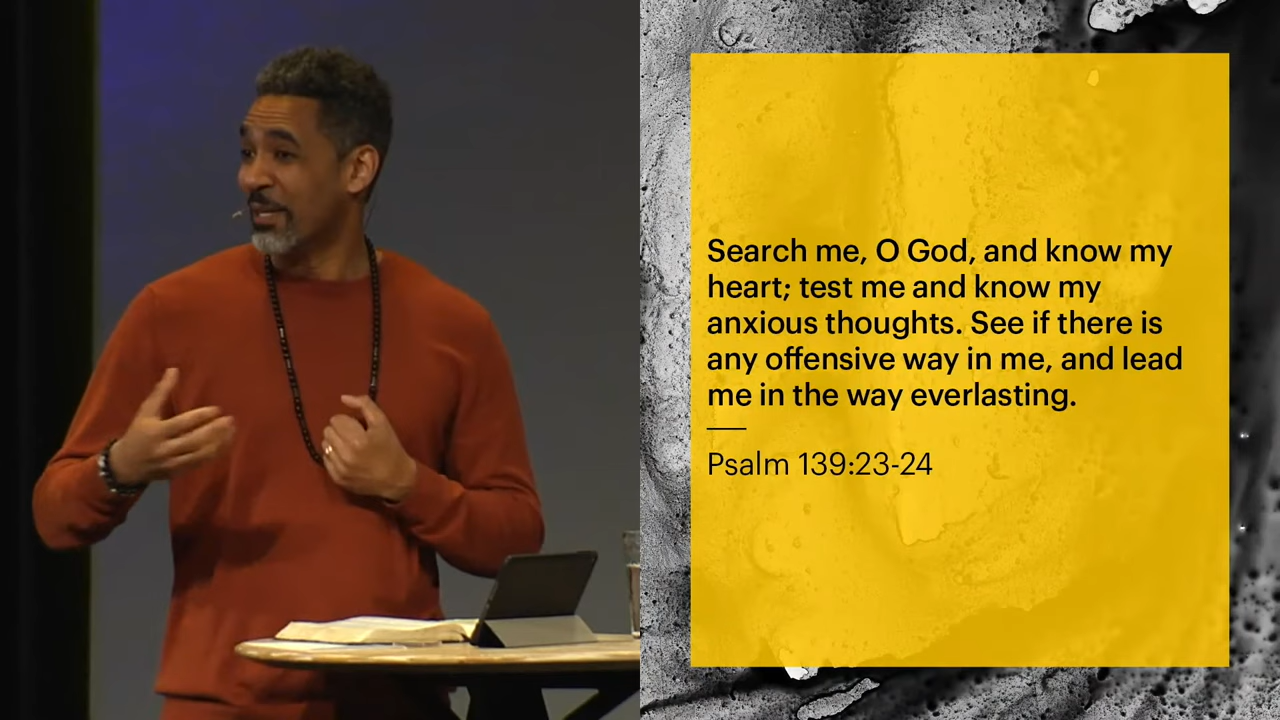 Search me, O God, and know my
heart; test me and know my
anxious thoughts. See if there is
any offensive way in me, and lead
me in the way everlasting.
Psalm 139:23-24